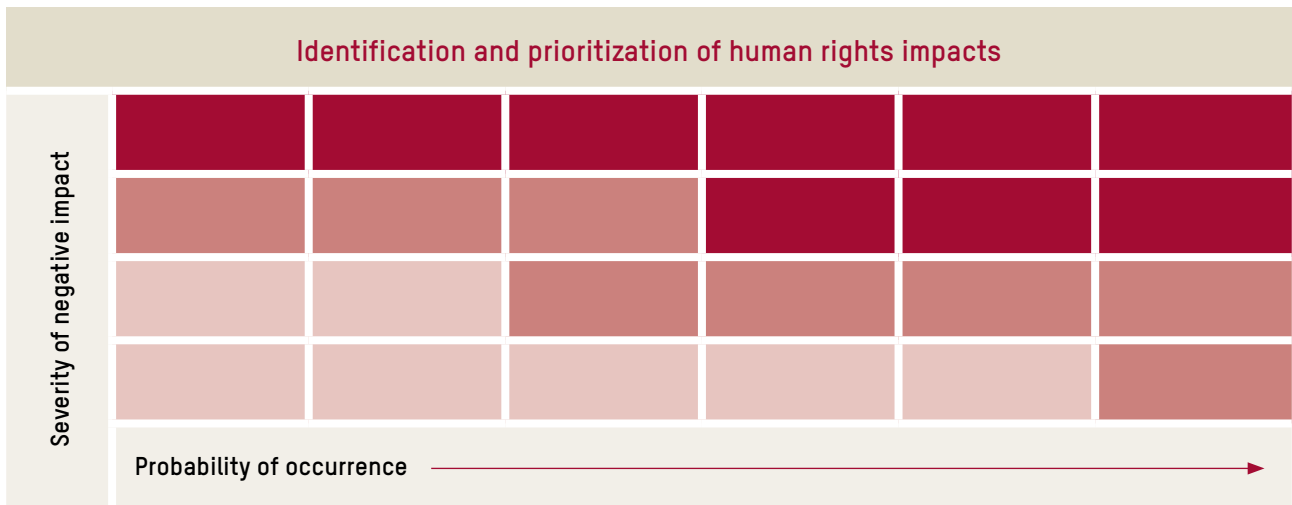 Identification and prioritization of human rights impacts
Severity of negative impact
Probability of occurrence